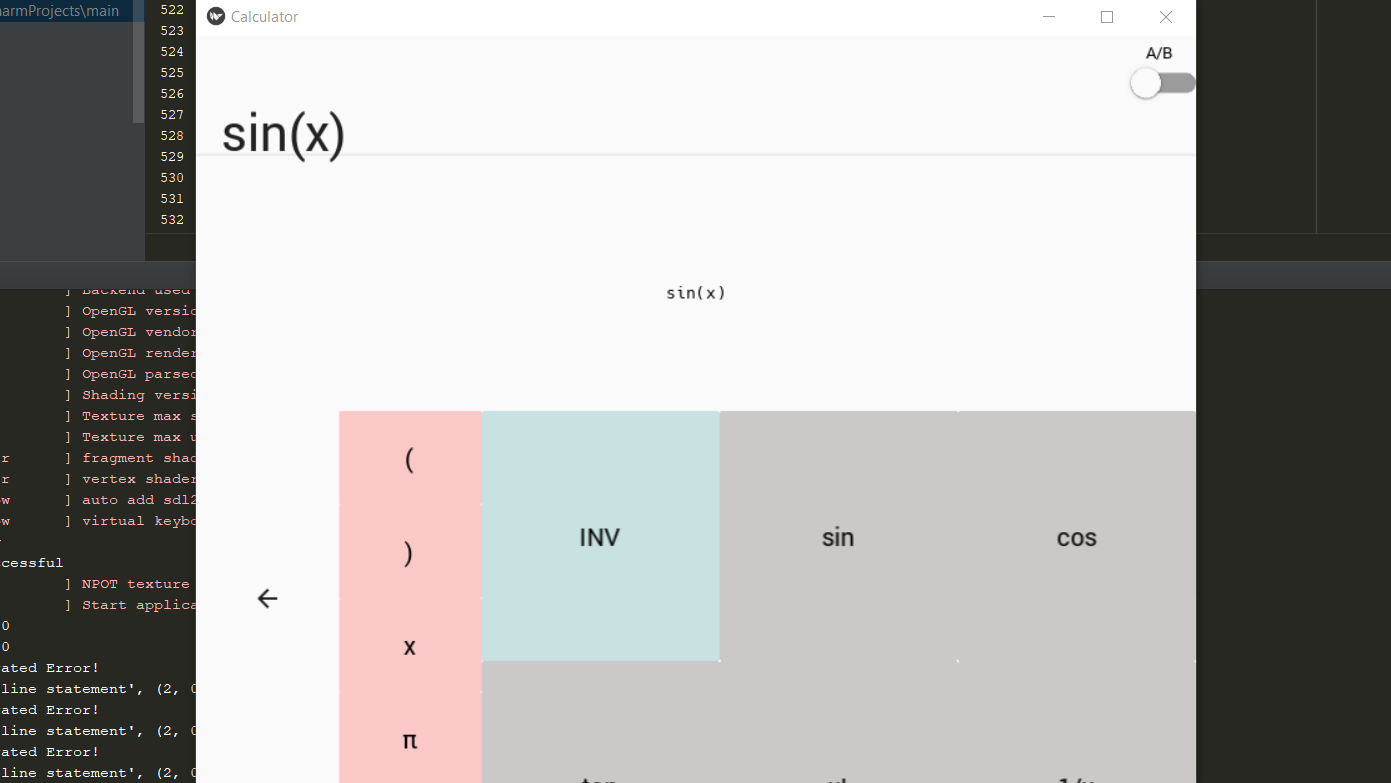 armProjects\main
522
523
524
525
526
527
528
529
530
531
532
Calculator
A/B
sin(x)
sin(x)
(
)
x
π
INV
sin
cos
←
] Backend used
] OpenGL versio
] OpenGL vendor
] OpenGL render
] OpenGL parsed
] Shading versi
] Texture max s
] Texture max u
r ] fragment shad
r ] vertex shader
w ] auto add sdl2
w ] virtual keybo
cessful
] NPOT texture
] Start applica
0
0
ated Error!
line statement', (2, 0
ated Error!
line statement', (2, 0
ated Error!
line statement', (2, 0